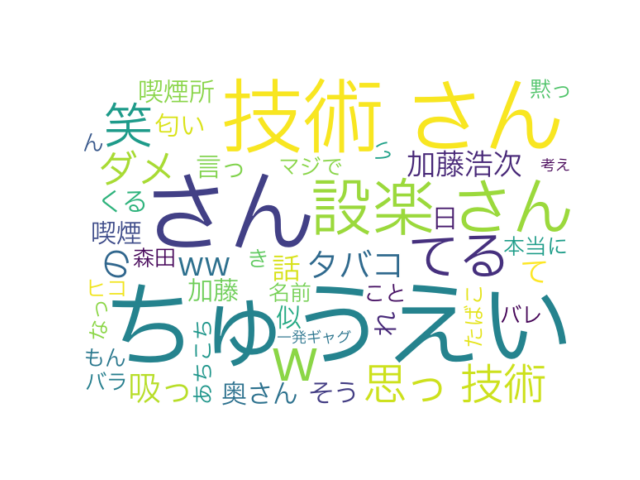 喫煙所
黙っ
技術 さん
笑
匂い
ん
い
ダメ
言っ
マジで
加藤浩次
考え
くる
さん
設楽 さん
日
喫煙
の
森田
ww
き
話
タバコ
てる
本当に
て
ヒコ
加藤
名前
こと
なっ
ちゅうえい
あちこち
似
れ
たばこ
バレ
一発ギャグ
もん
バラ
w
吸っ
奥さん
そう
思っ
技術